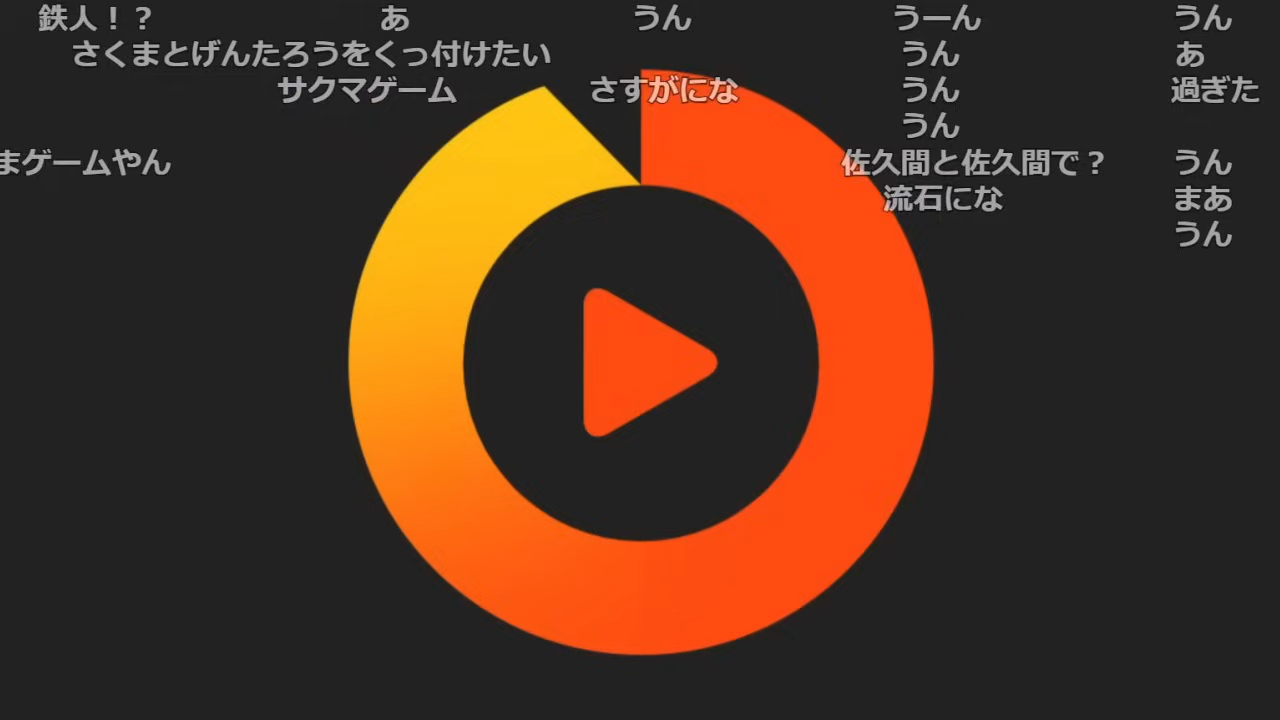 鉄人！？ あ うん うーん うん
さくまとげんたろうをくっ付けたい うん あ
サクマゲーム さすがにな うん 過ぎた
うん
まゲームやん 佐久間と佐久間で？ うん
流石にな まあ
うん